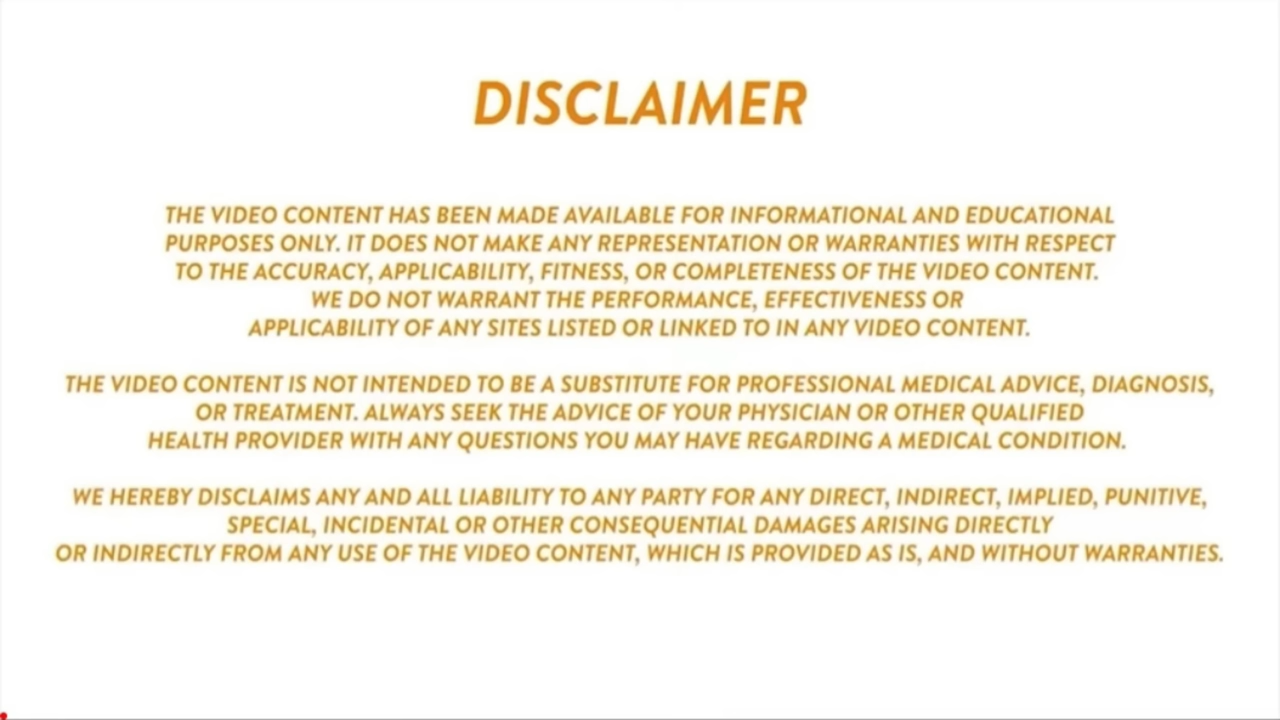 DISCLAIMER
THE VIDEO CONTENT HAS BEEN MADE AVAILABLE FOR INFORMATIONAL AND EDUCATIONAL
PURPOSES ONLY. IT DOES NOT MAKE ANY REPRESENTATION OR WARRANTIES WITH RESPECT
TO THE ACCURACY, APPLICABILITY, FITNESS, OR COMPLETENESS OF THE VIDEO CONTENT.
WE DO NOT WARRANT THE PERFORMANCE, EFFECTIVENESS OR
APPLICABILITY OF ANY SITES LISTED OR LINKED TO IN ANY VIDEO CONTENT.
THE VIDEO CONTENT IS NOT INTENDED TO BE A SUBSTITUTE FOR PROFESSIONAL MEDICAL ADVICE, DIAGNOSIS,
OR TREATMENT. ALWAYS SEEK THE ADVICE OF YOUR PHYSICIAN OR OTHER QUALIFIED
HEALTH PROVIDER WITH ANY QUESTIONS YOU MAY HAVE REGARDING A MEDICAL CONDITION.
WE HEREBY DISCLAIMS ANY AND ALL LIABILITY TO ANY PARTY FOR ANY DIRECT, INDIRECT, IMPLIED, PUNITIVE,
SPECIAL, INCIDENTAL OR OTHER CONSEQUENTIAL DAMAGES ARISING DIRECTLY
OR INDIRECTLY FROM ANY USE OF THE VIDEO CONTENT, WHICH IS PROVIDED AS IS, AND WITHOUT WARRANTIES.